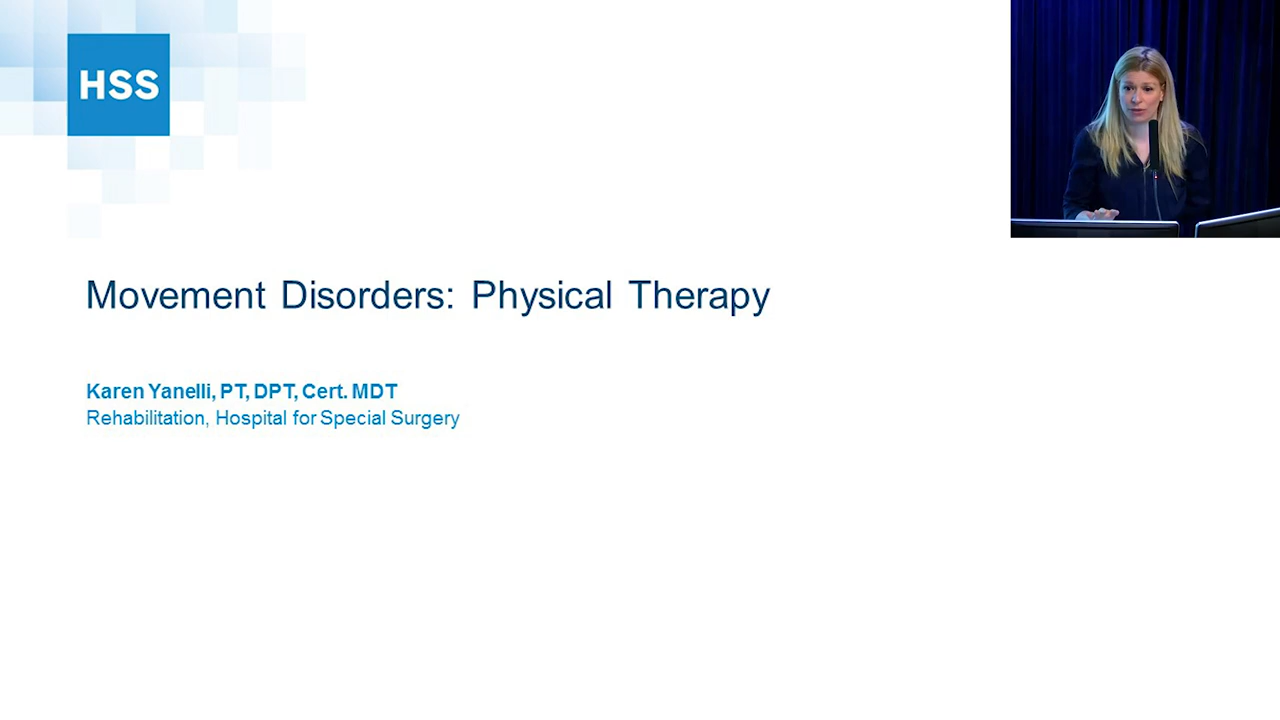 HSS
Movement Disorders: Physical Therapy
Karen Yanelli, PT, DPT, Cert. MDT
Rehabilitation, Hospital for Special Surgery